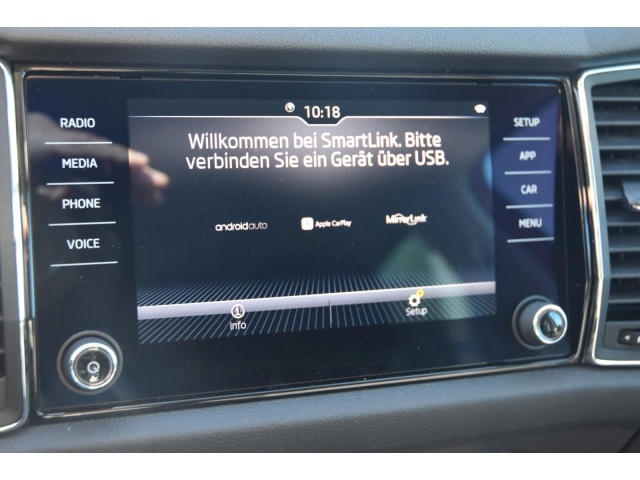 10:18
RADIO
MEDIA
PHONE
VOICE
Willkommen bei SmartLink. Bitte
verbinden Sie ein Gerät über USB.
androidauto
Apple CarPlay
MirrorLink
Info
Setup
SETUP
APP
CAR
MENU